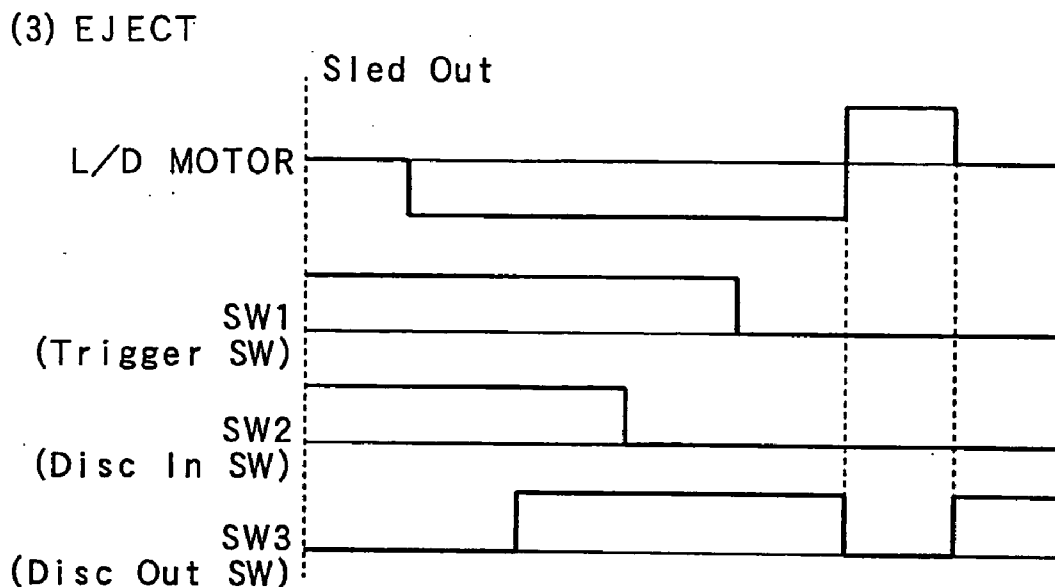 (3) EJECT
Sled Out
L/D MOTOR
SW1
(Trigger SW)
SW2
(Disc In SW)
SW3
(Disc Out SW)